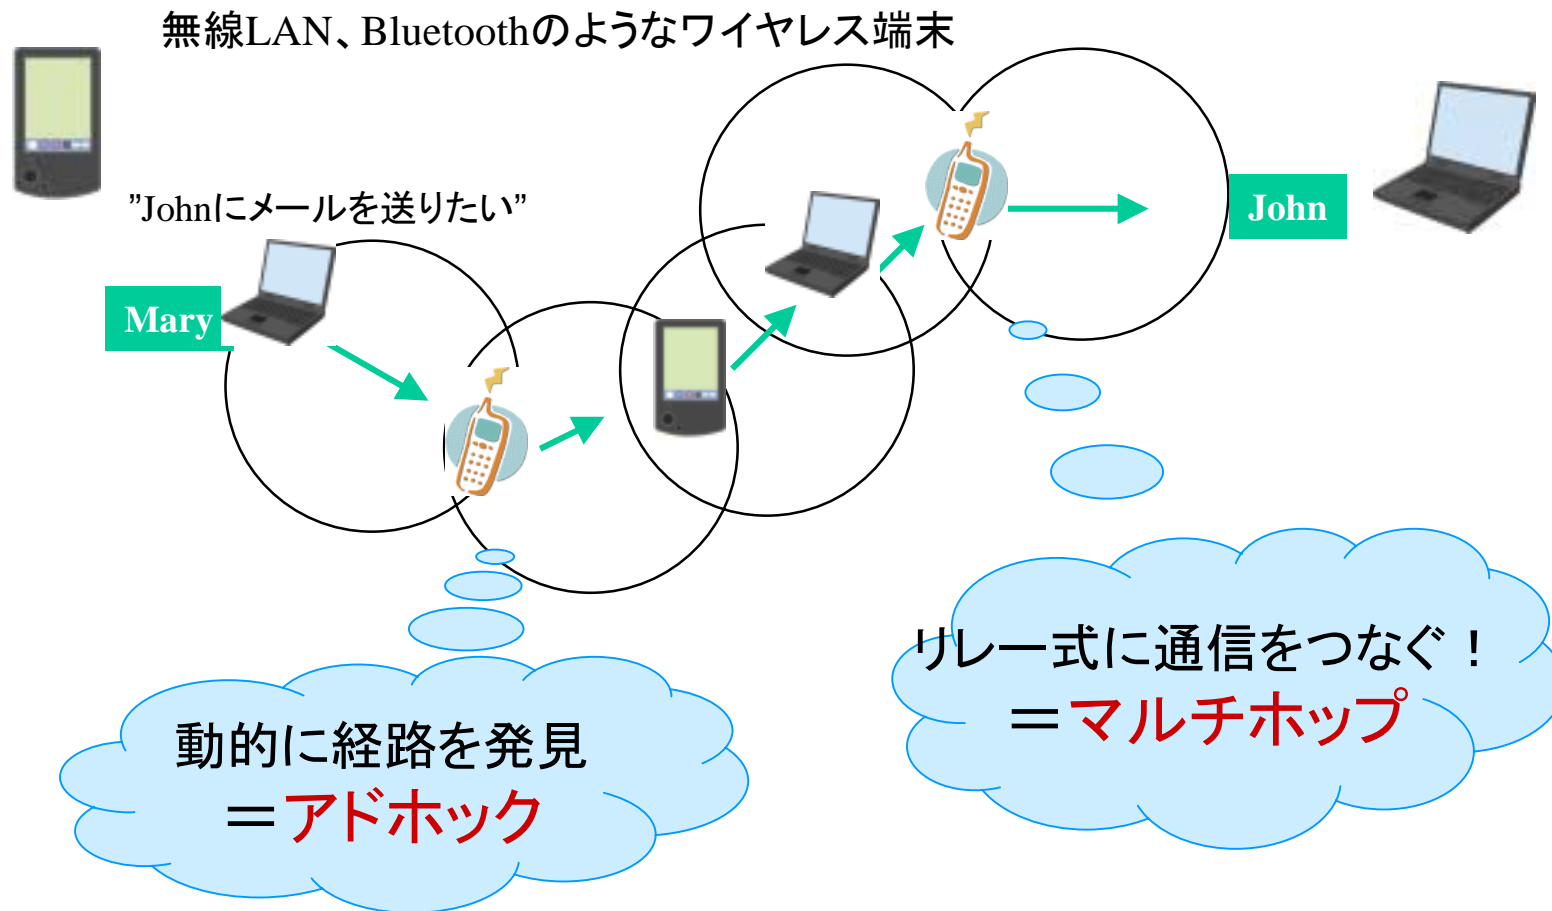 無線LAN、Bluetoothのようなワイヤレス端末
”Johnにメールを送りたい”
John
Mary
リレー式に通信をつなぐ！
＝マルチホップ
動的に経路を発見
＝アドホック